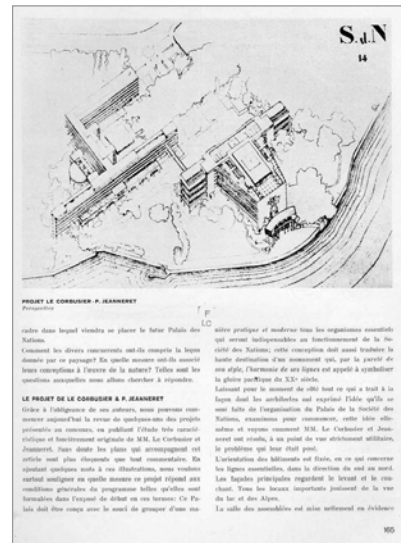 S.d.N
14
PROJET LE CORBUSIER-P. JEANNERET
Perspective
cadre dans lequel viendra se placer le futur Palais des
Nations.
Comment les divers concurrents ont-ils compris la leçon
donnée par ce paysage? En quelle mesure ont-ils associé
leurs conceptions à l'œuvre de la nature? Telles sont les
questions auxquelles nous allons chercher à répondre.
LE PROJET DE LE CORBUSIER & P. JEANNERET
Grâce à l'obligeance de ses auteurs, nous pouvons com-
mencer aujourd'hui la revue de quelques-uns des projets
présentés au concours, en publiant l'étude très caracté-
ristique et foncièrement originale de MM. Le Corbusier et
Jeanneret. Sans doute les plans qui accompagnent cet
article sont plus éloquents que tout commentaire. En
ajoutant quelques mots à ces illustrations, nous voulons
surtout souligner en quelle mesure ce projet répond aux
conditions générales du programme telles qu'elles sont
formulées dans l'exposé de début en ces termes: Ce Pa-
lais doit être conçu avec le souci de grouper d'une ma-
nière pratique et moderne tous les organismes essentiels
qui seront indispensables au fonctionnement de la So-
ciété des Nations; cette conception doit aussi traduire la
haute destination d'un monument qui, par la pureté de
son style, l'harmonie de ses lignes est appelé à symboliser
la gloire pacifique du XXe siècle.
Laissant pour le moment de côté tout ce qui a trait à la
façon dont les architectes ont exprimé l'idée qu'ils se
sont faite de l'organisation du Palais de la Société des
Nations, examinons pour commencer, cette idée elle-
même et voyons comment MM. Le Corbusier et Jean-
neret ont résolu, à un point de vue strictement utilitaire,
le problème qui leur était posé.
L'orientation des bâtiments est fixée, en ce qui concerne
les lignes essentielles, dans la direction du sud au nord.
Les façades principales regardent le levant et le cou-
chant. Tous les locaux importants jouissent de la vue
du lac et des Alpes.
La salle des assemblées est mise nettement en évidence
165